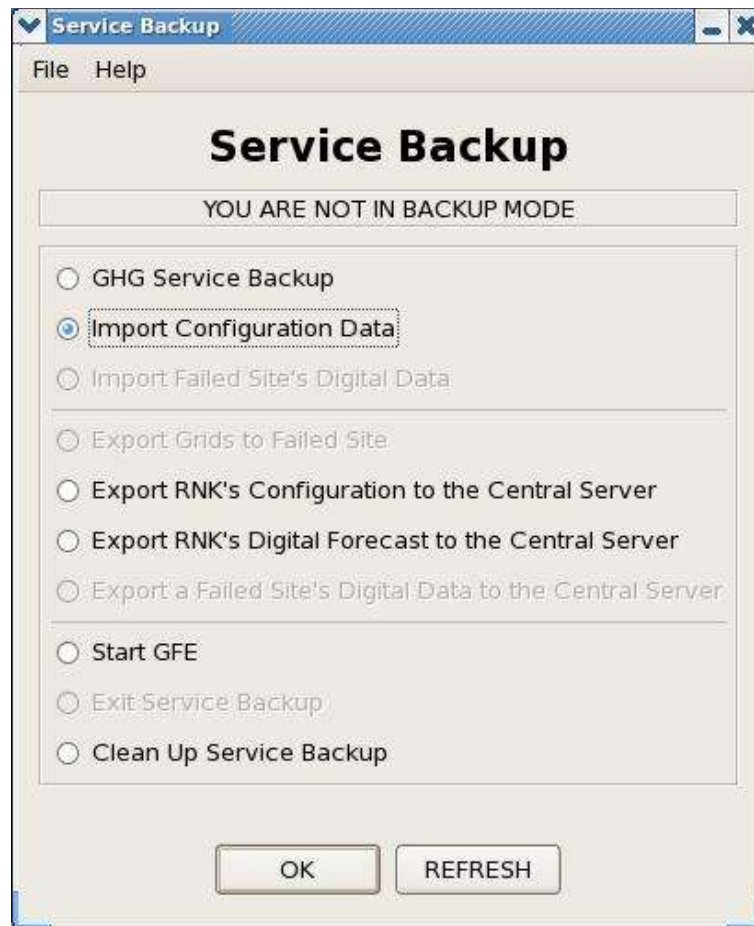 Service Backup
File Help
Service Backup
YOU ARE NOT IN BACKUP MODE
GHG Service Backup
Import Configuration Data
Import Failed Site's Digital Data
Export Grids to Failed Site
Export RNK's Configuration to the Central Server
Export RNK's Digital Forecast to the Central Server
Export a Failed Site's Digital Data to the Central Server
Start GFE
Exit Service Backup
Clean Up Service Backup
OK REFRESH